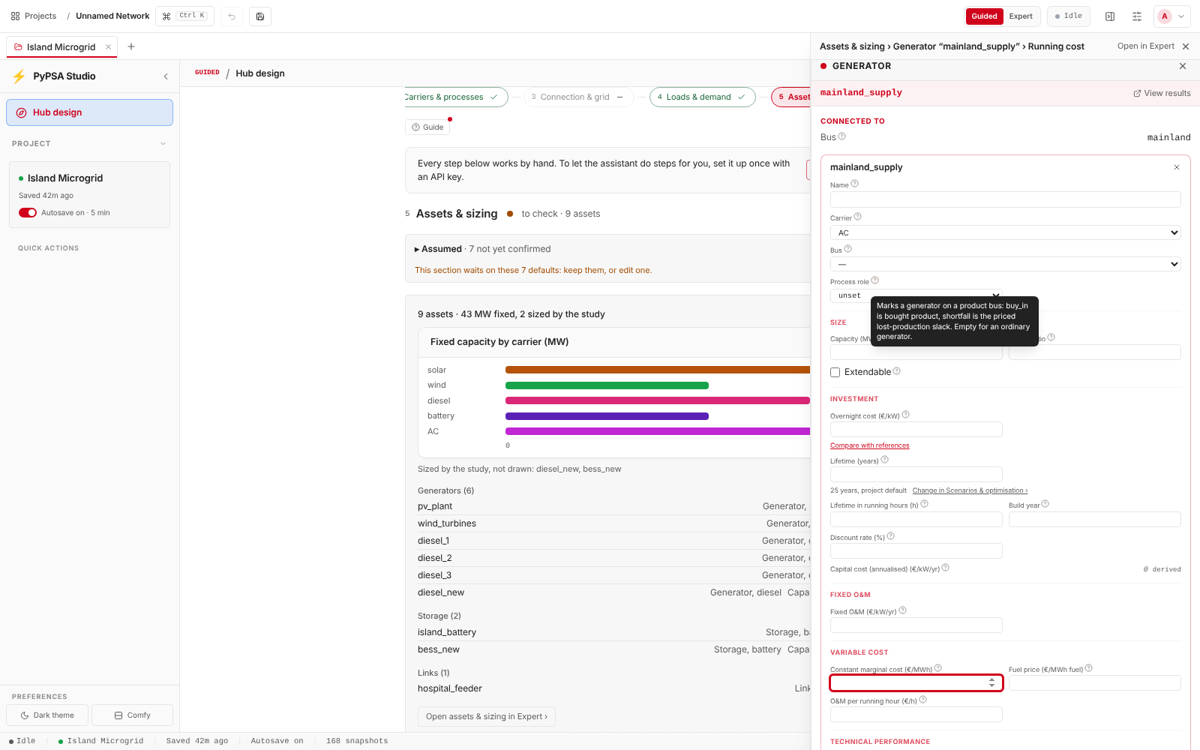 Projects / Unnamed Network ⌘ Ctrl K
Guided Expert Idle A
Island Microgrid
PyPSA Studio
Hub design
PROJECT
Island Microgrid
Saved 42m ago
Autosave on · 5 min
QUICK ACTIONS
PREFERENCES
Dark theme Comfy
GUIDED / Hub design
Carriers & processes 3 Connection & grid 4 Loads & demand 5
Guide
Every step below works by hand. To let the assistant do steps for you, set it up once with
an API key.
5 Assets & sizing to check · 9 assets
▸ Assumed · 7 not yet confirmed
This section waits on these 7 defaults: keep them, or edit one.
9 assets · 43 MW fixed, 2 sized by the study
Fixed capacity by carrier (MW)
solar
wind
diesel
battery
AC
0
Sized by the study, not drawn: diesel_new, bess_new
Generators (6)
pv_plant Generator,
wind_turbines Generator,
diesel_1 Generator,
diesel_2 Generator,
diesel_3 Generator,
diesel_new Generator, diesel
Storage (2)
island_battery Storage,
bess_new Storage, battery
Links (1)
hospital_feeder
Open assets & sizing in Expert ›
Assets & sizing › Generator “mainland_supply” › Running cost Open in Expert
GENERATOR
mainland_supply View results
CONNECTED TO
Bus mainland
mainland_supply
Name
Carrier
AC
Bus
—
Process role
unset
Marks a generator on a product bus: buy_in
is bought product, shortfall is the priced
lost-production slack. Empty for an ordinary
generator.
SIZE
Capacity
Extendable
INVESTMENT
Overnight cost (€/kW)
Compare with references
Lifetime (years)
25 years, project default Change in Scenarios & optimisation ›
Lifetime in running hours (h) Build year
Discount rate (%)
Capital cost (annualised) (€/kW/yr) 0 derived
FIXED O&M
Fixed O&M (€/kW/yr)
VARIABLE COST
Constant marginal cost (€/MWh) Fuel price (€/MWh fuel)
O&M per running hour (€/h)
TECHNICAL PERFORMANCE
Idle Island Microgrid Saved 42m ago Autosave on 168 snapshots